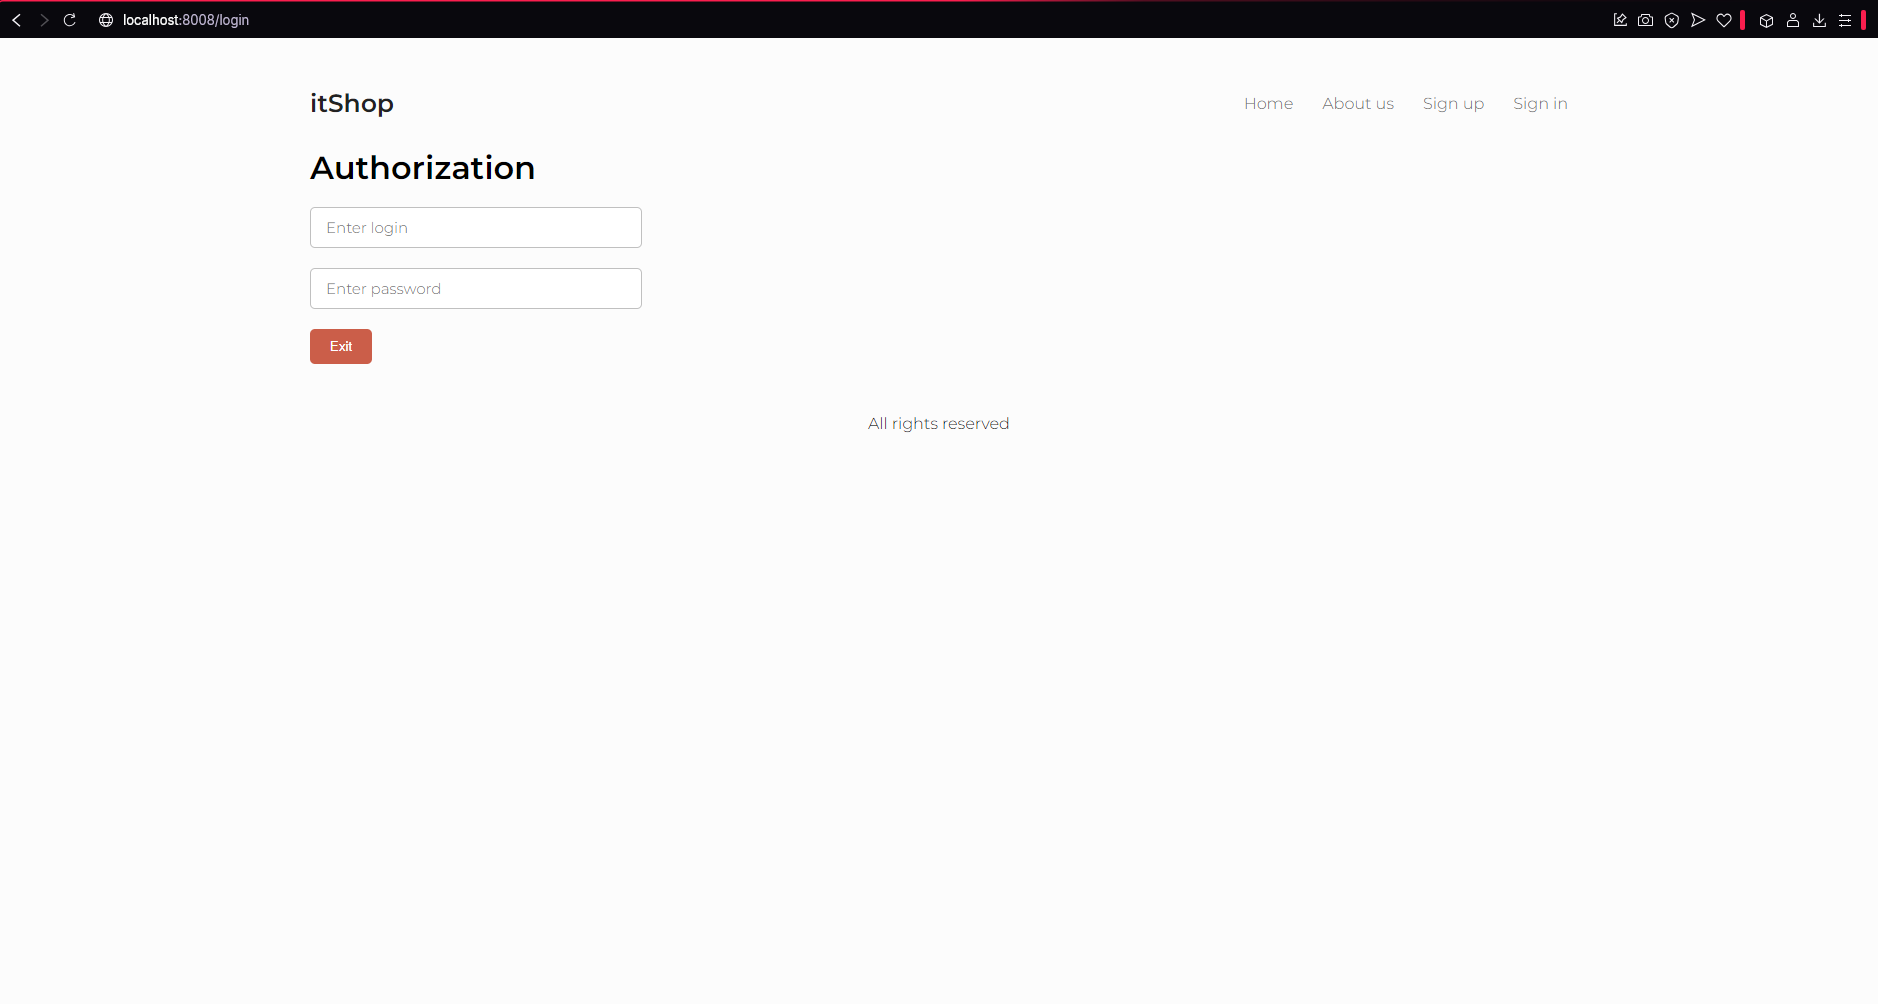 localhost:8008/login
itShop
Home About us Sign up Sign in
Authorization
Enter login
Enter password
Exit
All rights reserved